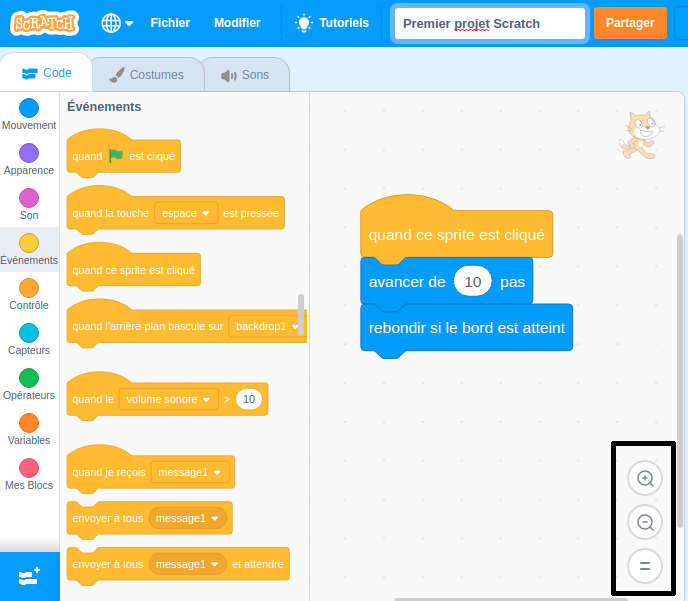 SCRATCH
Fichier
Modifier
Tutoriels
Premier projet Scratch
Partager
Code
Costumes
Sons
Mouvement
Apparence
Son
Événements
Contrôle
Capteurs
Opérateurs
Variables
Mes Blocs
Événements
quand est cliqué
quand la touche espace est pressée
quand ce sprite est cliqué
quand l'arrière-plan bascule sur backdrop1
quand le volume sonore > 10
quand je reçois message1
envoyer à tous message1
envoyer à tous message1 et attendre
quand ce sprite est cliqué
avancer de 10 pas
rebondir si le bord est atteint